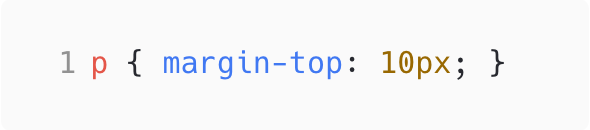 1 p { margin-top: 10px; }